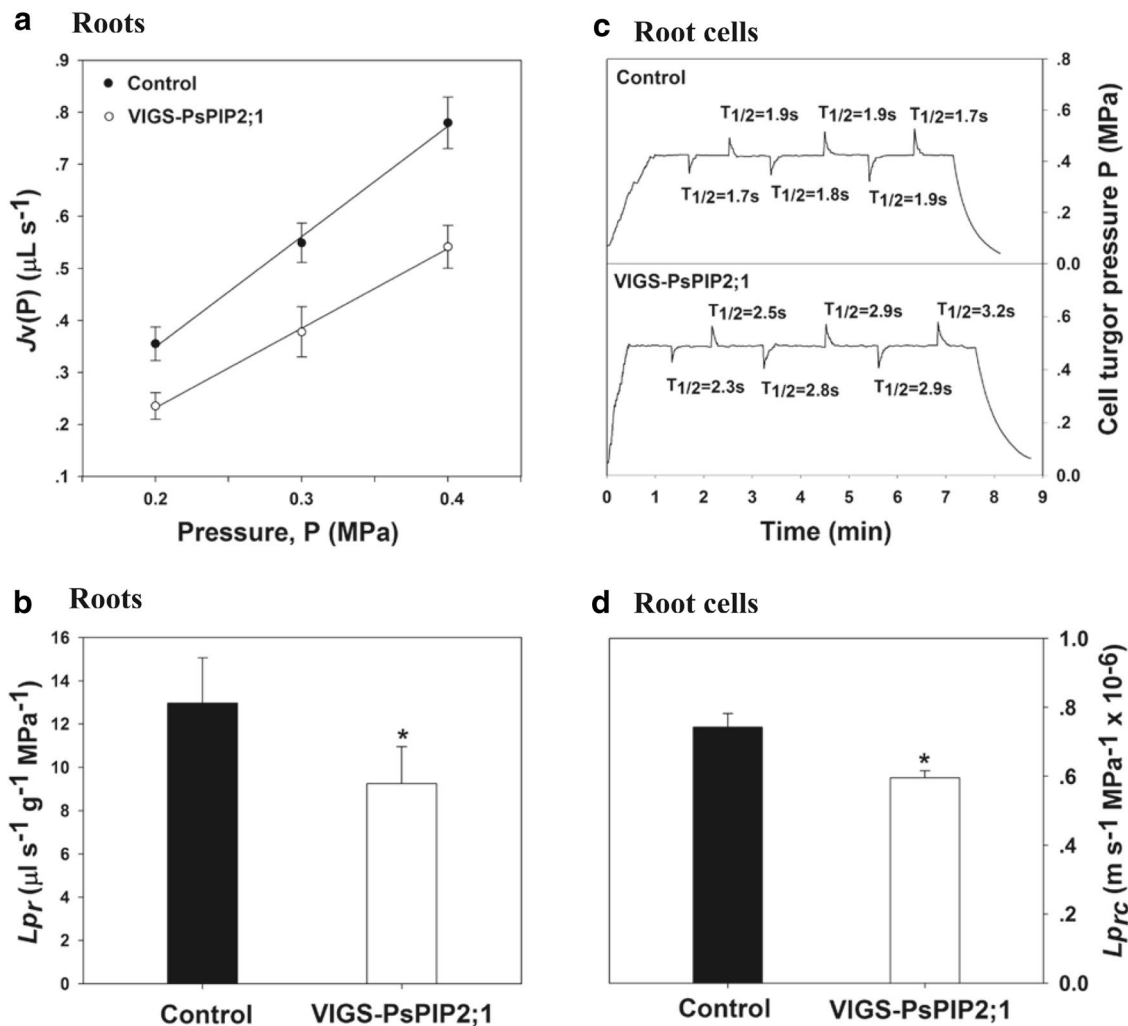 a Roots
.9
.8
.7
.6
.5
.4
.3
.2
.1
Jv(P) (μL s-1)
Control
VIGS-PsPIP2;1
0.2 0.3 0.4
Pressure, P (MPa)
c Root cells
Control
T1/2=1.9s T1/2=1.9s T1/2=1.7s
T1/2=1.7s T1/2=1.8s T1/2=1.9s
.8
.6
.4
.2
0.0
VIGS-PsPIP2;1
T1/2=2.5s T1/2=2.9s T1/2=3.2s
T1/2=2.3s T1/2=2.8s T1/2=2.9s
.6
.4
.2
0.0
Cell turgor pressure P (MPa)
0 1 2 3 4 5 6 7 8 9
Time (min)
b Roots
16
14
12
10
8
6
4
2
0
Lpr (μl s-1 g-1 MPa-1)
*
Control VIGS-PsPIP2;1
d Root cells
1.0
.8
.6
.4
.2
0.0
Lprc (m s-1 MPa-1 x 10-6)
*
Control VIGS-PsPIP2;1